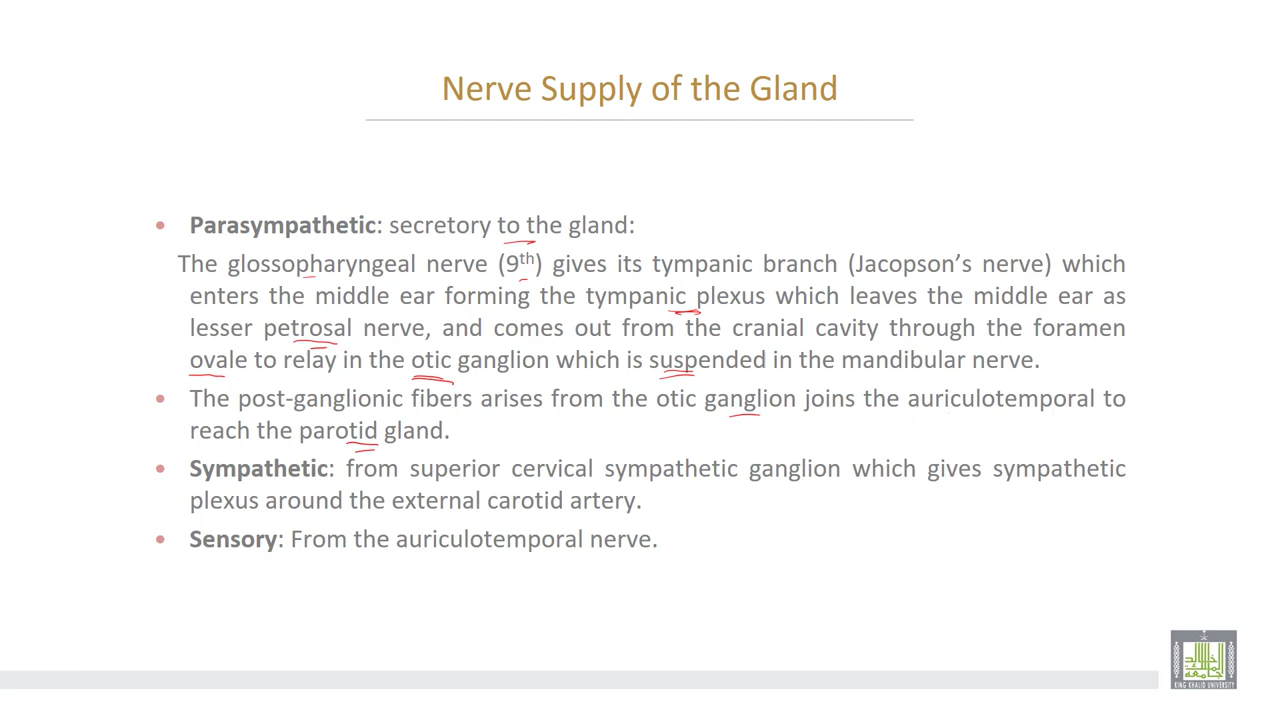 Nerve Supply of the Gland
• Parasympathetic: secretory to the gland:
The glossopharyngeal nerve (9th) gives its tympanic branch (Jacopson's nerve) which
enters the middle ear forming the tympanic plexus which leaves the middle ear as
lesser petrosal nerve, and comes out from the cranial cavity through the foramen
ovale to relay in the otic ganglion which is suspended in the mandibular nerve.
• The post-ganglionic fibers arises from the otic ganglion joins the auriculotemporal to
reach the parotid gland.
• Sympathetic: from superior cervical sympathetic ganglion which gives sympathetic
plexus around the external carotid artery.
• Sensory: From the auriculotemporal nerve.
KING KHALID UNIVERSITY